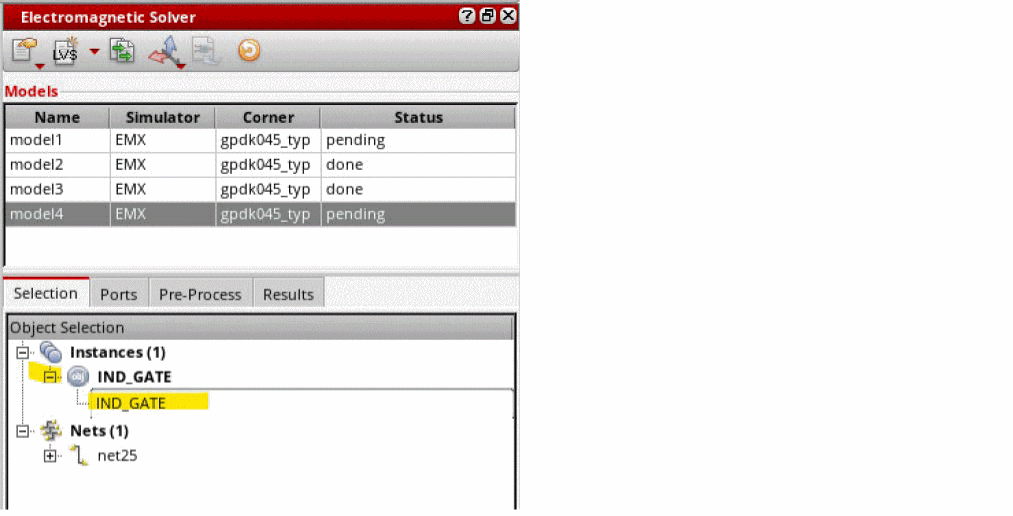 Electromagnetic Solver
LVS
Models
Name Simulator Corner Status
model1 EMX gpdk045_typ pending
model2 EMX gpdk045_typ done
model3 EMX gpdk045_typ done
model4 EMX gpdk045_typ pending
Selection Ports Pre-Process Results
Object Selection
Instances (1)
IND_GATE
IND_GATE
Nets (1)
net25